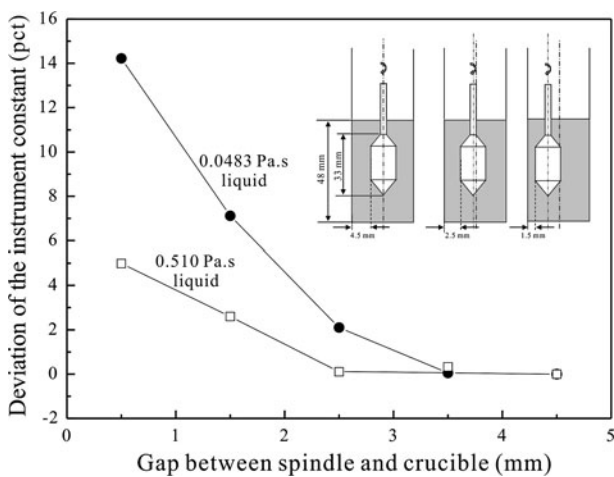 Deviation of the instrument constant (pct)
16
14
12
10
8
6
4
2
0
-2
0.0483 Pa.s
liquid
0.510 Pa.s
liquid
48 mm
33 mm
4.5 mm
2.5 mm
1.5 mm
0
1
2
3
4
5
Gap between spindle and crucible (mm)